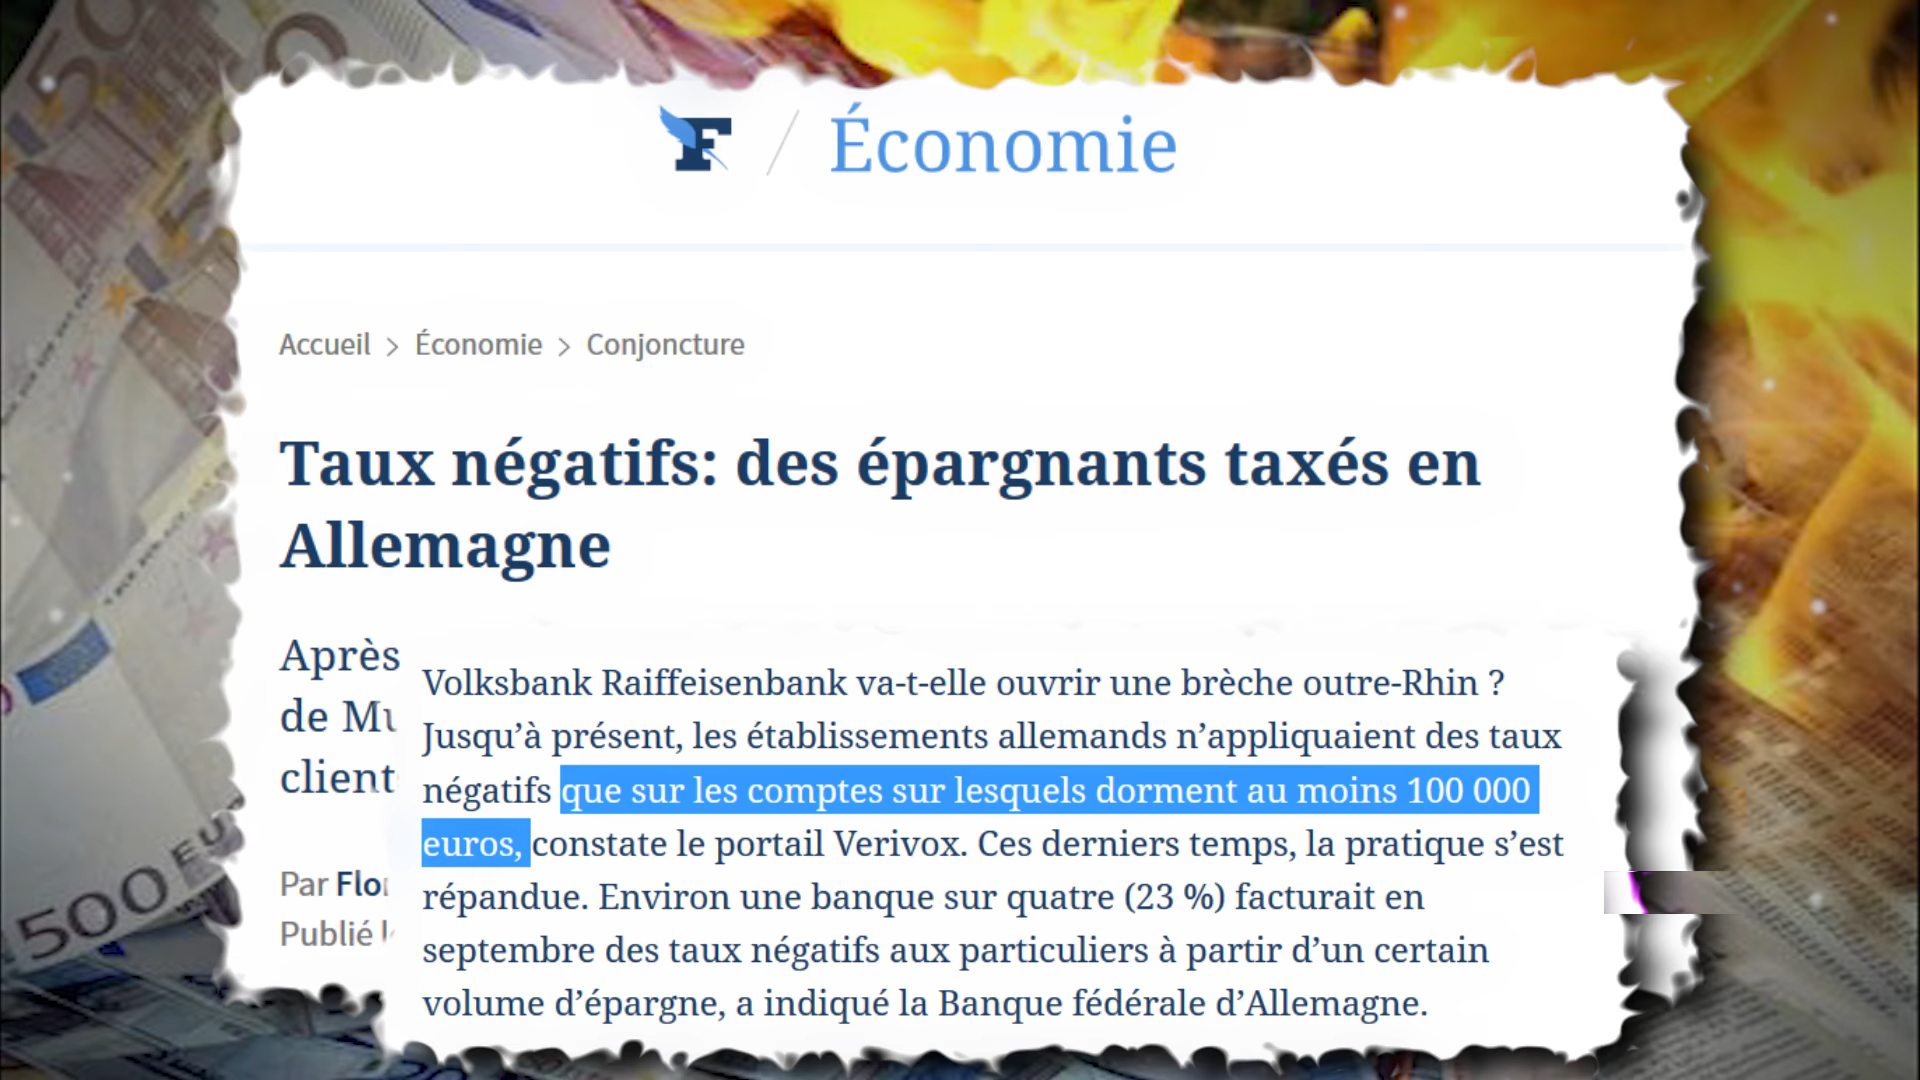 F / Économie
Accueil > Économie > Conjoncture
Taux négatifs: des épargnants taxés en
Allemagne
Après
de
client
Volksbank Raiffeisenbank va-t-elle ouvrir une brèche outre-Rhin ?
Jusqu’à présent, les établissements allemands n’appliquaient des taux
négatifs que sur les comptes sur lesquels dorment au moins 100 000
euros, constate le portail Verivox. Ces derniers temps, la pratique s’est
répandue. Environ une banque sur quatre (23 %) facturait en
septembre des taux négatifs aux particuliers à partir d’un certain
volume d’épargne, a indiqué la Banque fédérale d’Allemagne.
Par
Publié
500 EU